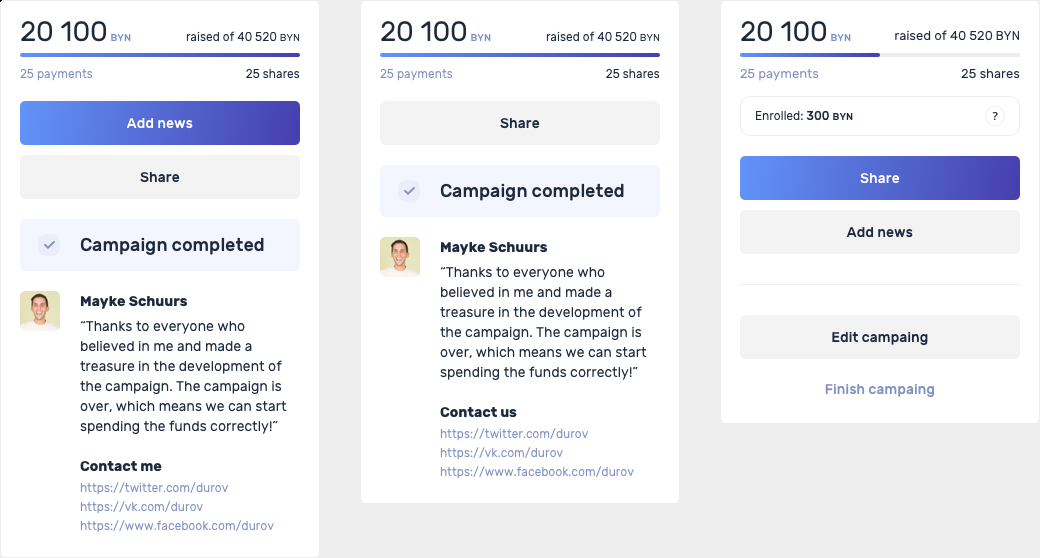 20 100 BYN
raised of 40 520 BYN
25 payments
25 shares
Add news
Share
Campaign completed
Mayke Schuurs
“Thanks to everyone who
believed in me and made a
treasure in the development of
the campaign. The campaign is
over, which means we can start
spending the funds correctly!”
Contact me
https://twitter.com/durov
https://vk.com/durov
https://www.facebook.com/durov
20 100 BYN
raised of 40 520 BYN
25 payments
25 shares
Share
Campaign completed
Mayke Schuurs
“Thanks to everyone who
believed in me and made a
treasure in the development of
the campaign. The campaign is
over, which means we can start
spending the funds correctly!”
Contact us
https://twitter.com/durov
https://vk.com/durov
https://www.facebook.com/durov
20 100 BYN
raised of 40 520 BYN
25 payments
25 shares
Enrolled: 300 BYN
?
Share
Add news
Edit campaing
Finish campaing